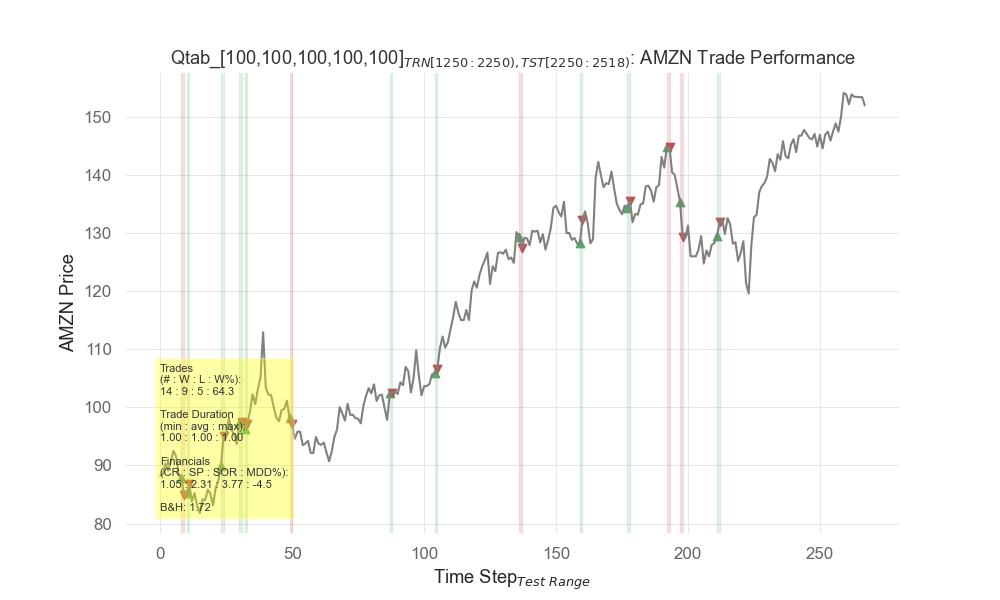 Qtab_[100,100,100,100,100]TRN[1250:2250),TST[2250:2518): AMZN Trade Performance
AMZN Price
150
140
130
120
110
100
90
80
Trades
(# : W : L : W%):
14 : 9 : 5 : 64.3
Trade Duration
(min : avg : max):
1.00 : 1.00 : 1.00
Financials
(CR : SP : SOR : MDD%):
1.05 : 2.31 : 3.77 : -4.5
B&H: 1.72
0 50 100 150 200 250
Time StepTest Range